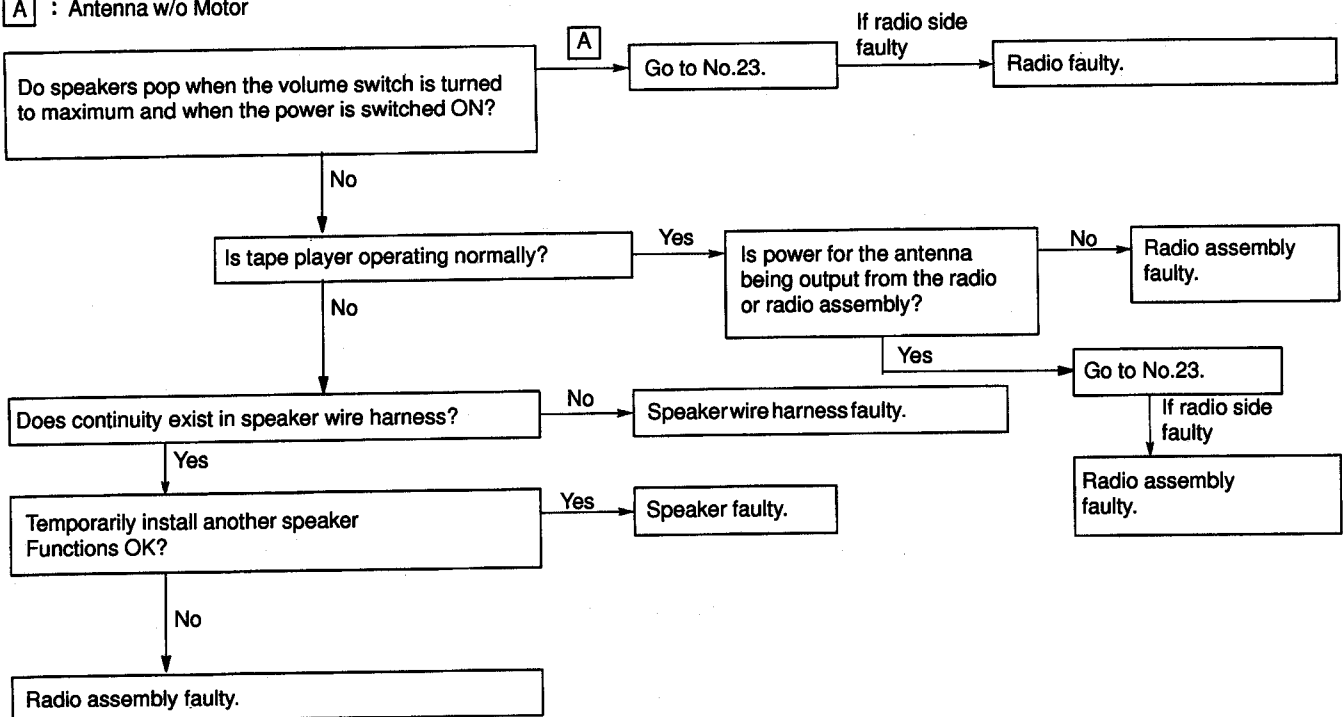 A : Antenna w/o Motor
Do speakers pop when the volume switch is turned
to maximum and when the power is switched ON?
A
Go to No.23.
If radio side
faulty
Radio faulty.
No
Is tape player operating normally?
Yes
Is power for the antenna
being output from the radio
or radio assembly?
No
Radio assembly
faulty.
No
Yes
Go to No.23.
If radio side
faulty
Radio assembly
faulty.
Does continuity exist in speaker wire harness?
No
Speaker wire harness faulty.
Yes
Temporarily install another speaker
Functions OK?
Yes
Speaker faulty.
No
Radio assembly faulty.